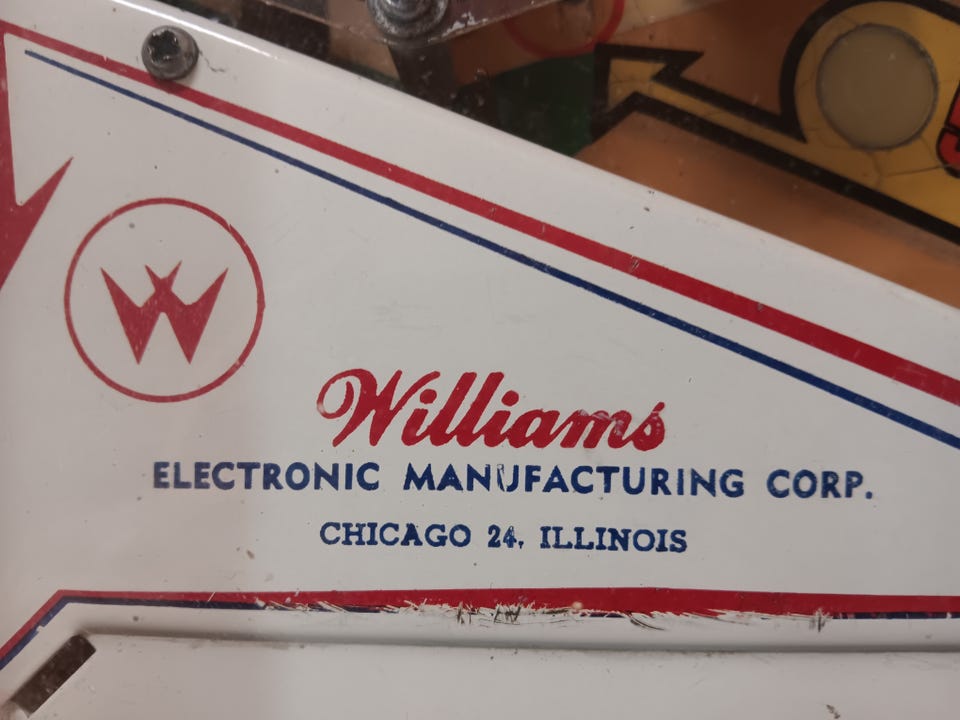 W
Williams
ELECTRONIC MANUFACTURING CORP.
CHICAGO 24, ILLINOIS